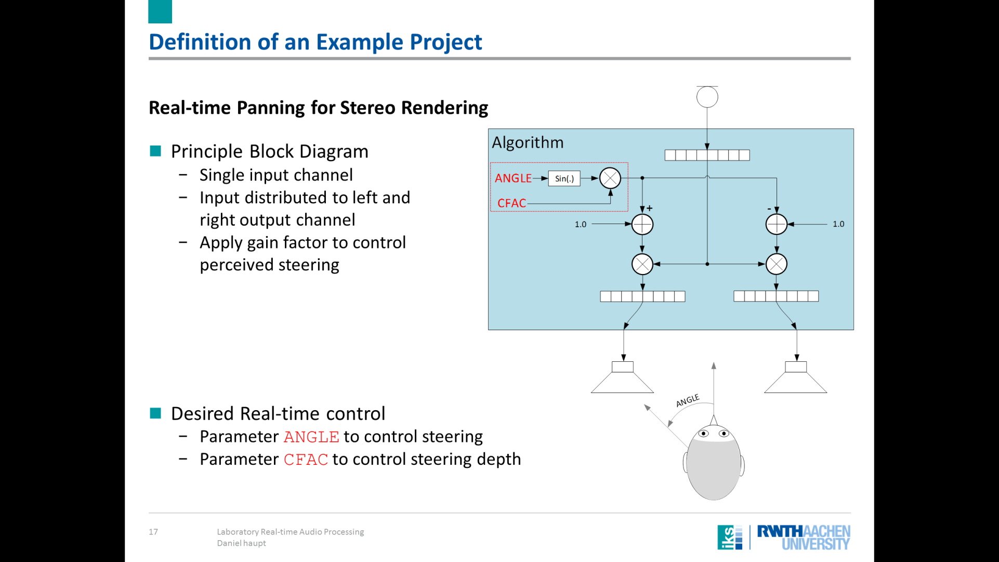 Definition of an Example Project
Real-time Panning for Stereo Rendering
Principle Block Diagram
– Single input channel
– Input distributed to left and
right output channel
– Apply gain factor to control
perceived steering
Desired Real-time control
– Parameter ANGLE to control steering
– Parameter CFAC to control steering depth
Algorithm
ANGLE
Sin(.)
CFAC
+
-
1.0
1.0
ANGLE
17
Laboratory Real-time Audio Processing
Daniel haupt
iks
RWTHAACHEN
UNIVERSITY